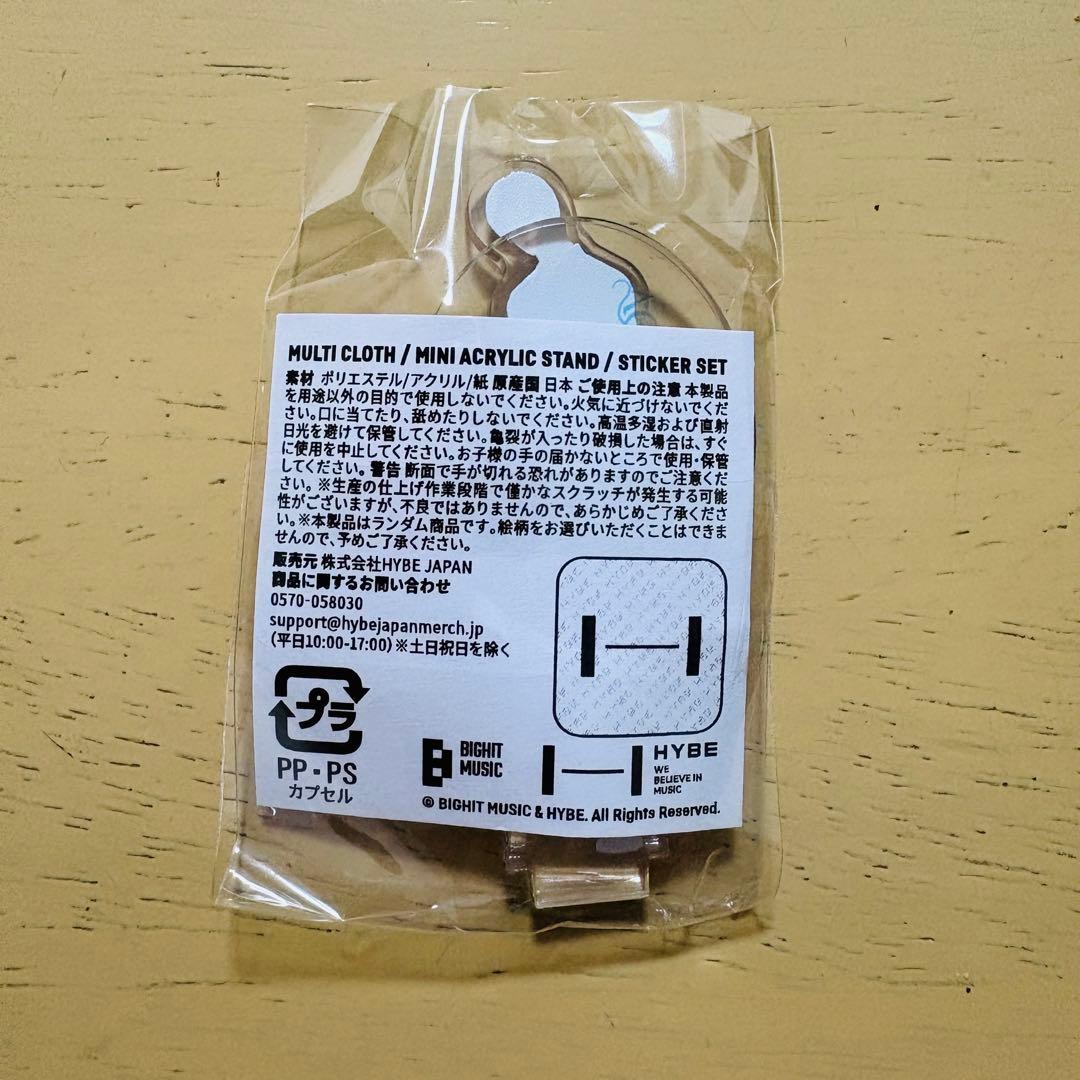 MULTI CLOTH / MINI ACRYLIC STAND / STICKER SET
素材 ポリエステル/アクリル/紙 原産国 日本 ご使用上の注意 本製品
を用途以外の目的で使用しないでください。火気に近づけないでくだ
さい。口に当てたり、舐めたりしないでください。高温多湿および直射
日光を避けて保管してください。亀裂が入ったり破損した場合は、すぐ
に使用を中止してください。お子様の手の届かないところで使用・保管
してください。警告 断面で手が切れる恐れがありますのでご注意くだ
さい。※生産の仕上げ作業段階で僅かなスクラッチが発生する可能
性がございますが、不良ではありませんので、あらかじめご了承くださ
い。※本製品はランダム商品です。絵柄をお選びいただくことはできま
せんので、予めご了承ください。
販売元 株式会社HYBE JAPAN
商品に関するお問い合わせ
0570-058030
support@hybejapanmerch.jp
(平日10:00-17:00)※土日祝日を除く
プラ
PP・PS
カプセル
BIGHIT
MUSIC
HYBE
WE
BELIEVE IN
MUSIC
© BIGHIT MUSIC & HYBE. All Rights Reserved.